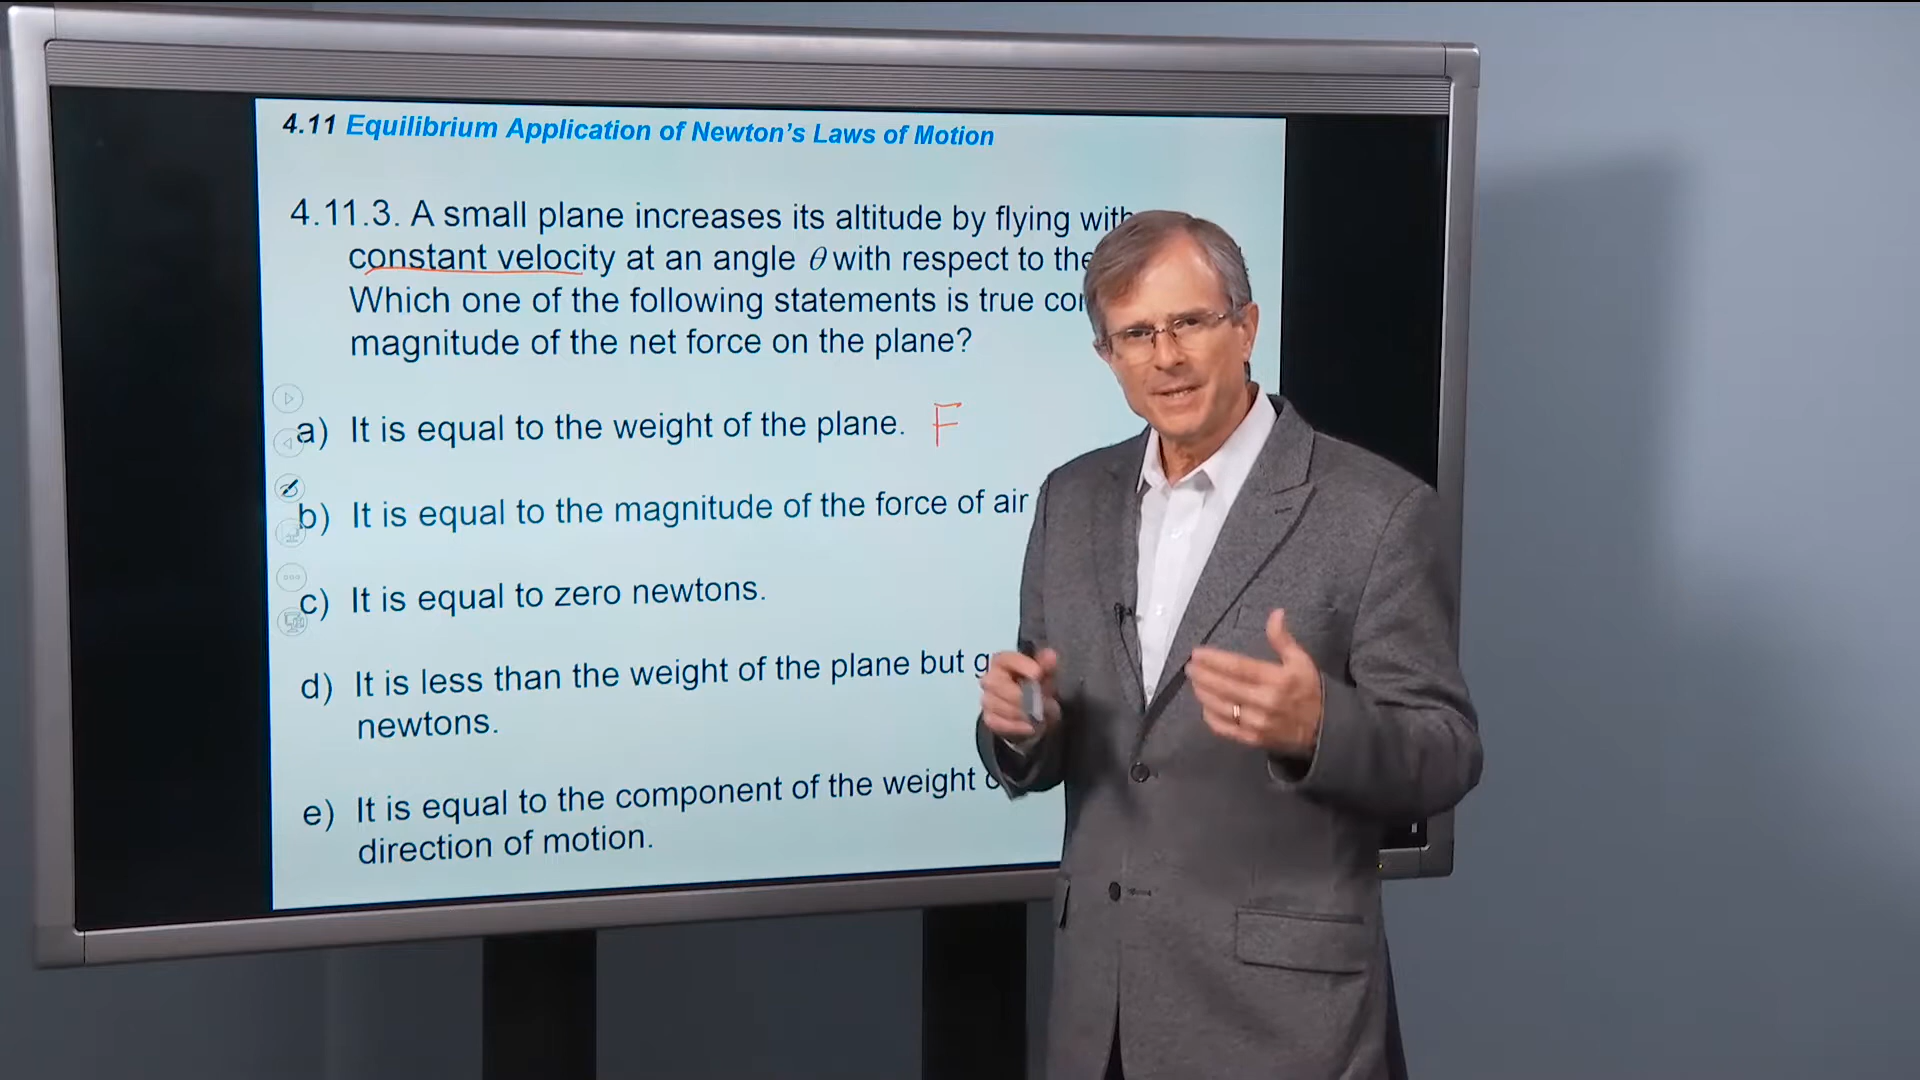 4.11 Equilibrium Application of Newton's Laws of Motion
4.11.3. A small plane increases its altitude by flying with
constant velocity at an angle θ with respect to the
Which one of the following statements is true
magnitude of the net force on the plane?
a) It is equal to the weight of the plane. F
b) It is equal to the magnitude of the force of air
c) It is equal to zero newtons.
d) It is less than the weight of the plane but
newtons.
e) It is equal to the component of the weight
direction of motion.